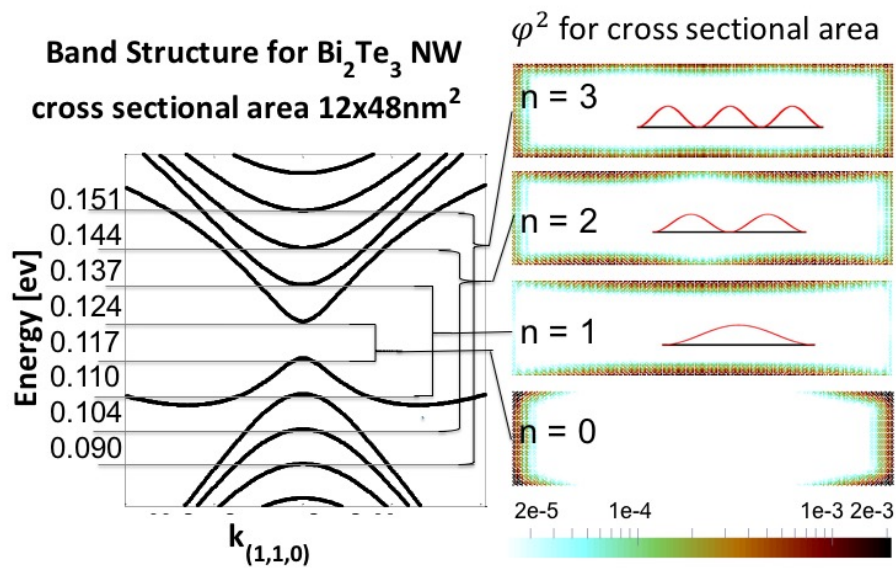 Band Structure for Bi₂Te₃ NW
cross sectional area 12x48nm²
φ² for cross sectional area
Energy [ev]
0.151
0.144
0.137
0.124
0.117
0.110
0.104
0.090
k(1,1,0)
n = 3
n = 2
n = 1
n = 0
2e-5 1e-4 1e-3 2e-3